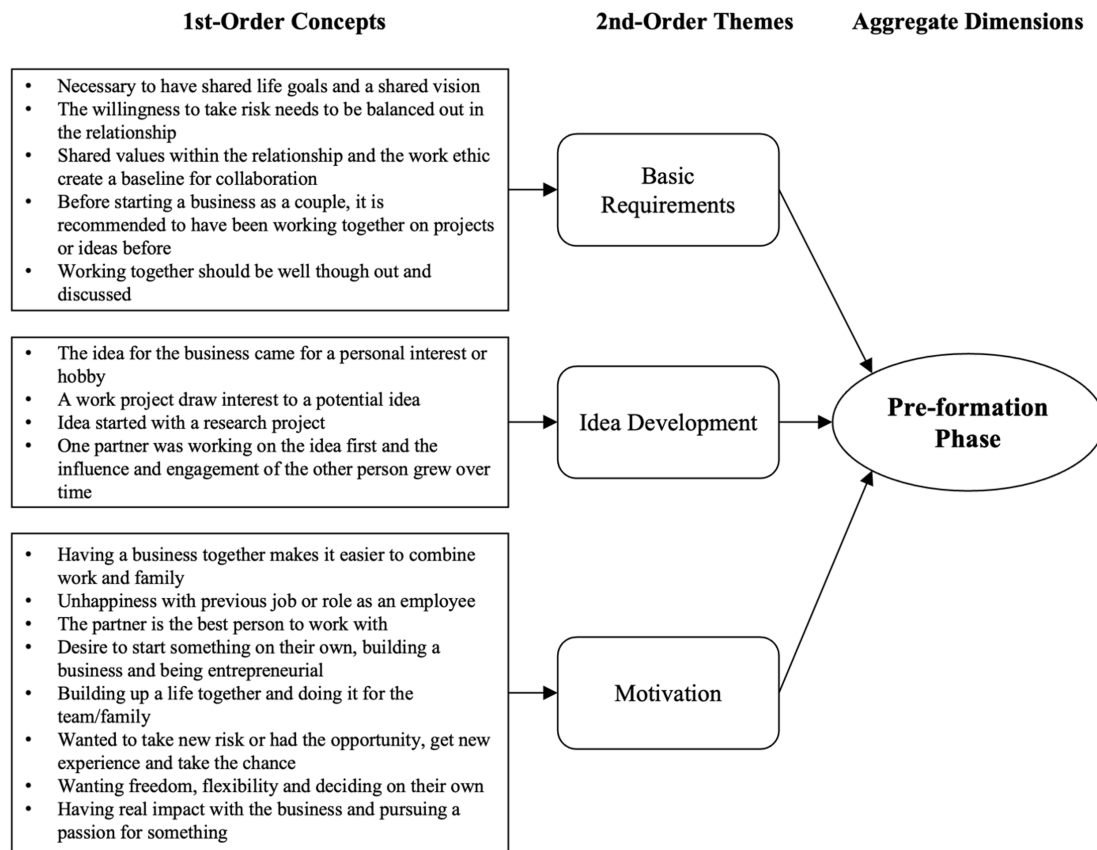 1st-Order Concepts
2nd-Order Themes
Aggregate Dimensions
• Necessary to have shared life goals and a shared vision
• The willingness to take risk needs to be balanced out in
the relationship
• Shared values within the relationship and the work ethic
create a baseline for collaboration
• Before starting a business as a couple, it is
recommended to have been working together on projects
or ideas before
• Working together should be well though out and
discussed
Basic
Requirements
• The idea for the business came for a personal interest or
hobby
• A work project draw interest to a potential idea
• Idea started with a research project
• One partner was working on the idea first and the
influence and engagement of the other person grew over
time
Idea Development
Pre-formation
Phase
• Having a business together makes it easier to combine
work and family
• Unhappiness with previous job or role as an employee
• The partner is the best person to work with
• Desire to start something on their own, building a
business and being entrepreneurial
• Building up a life together and doing it for the
team/family
• Wanted to take new risk or had the opportunity, get new
experience and take the chance
• Wanting freedom, flexibility and deciding on their own
• Having real impact with the business and pursuing a
passion for something
Motivation